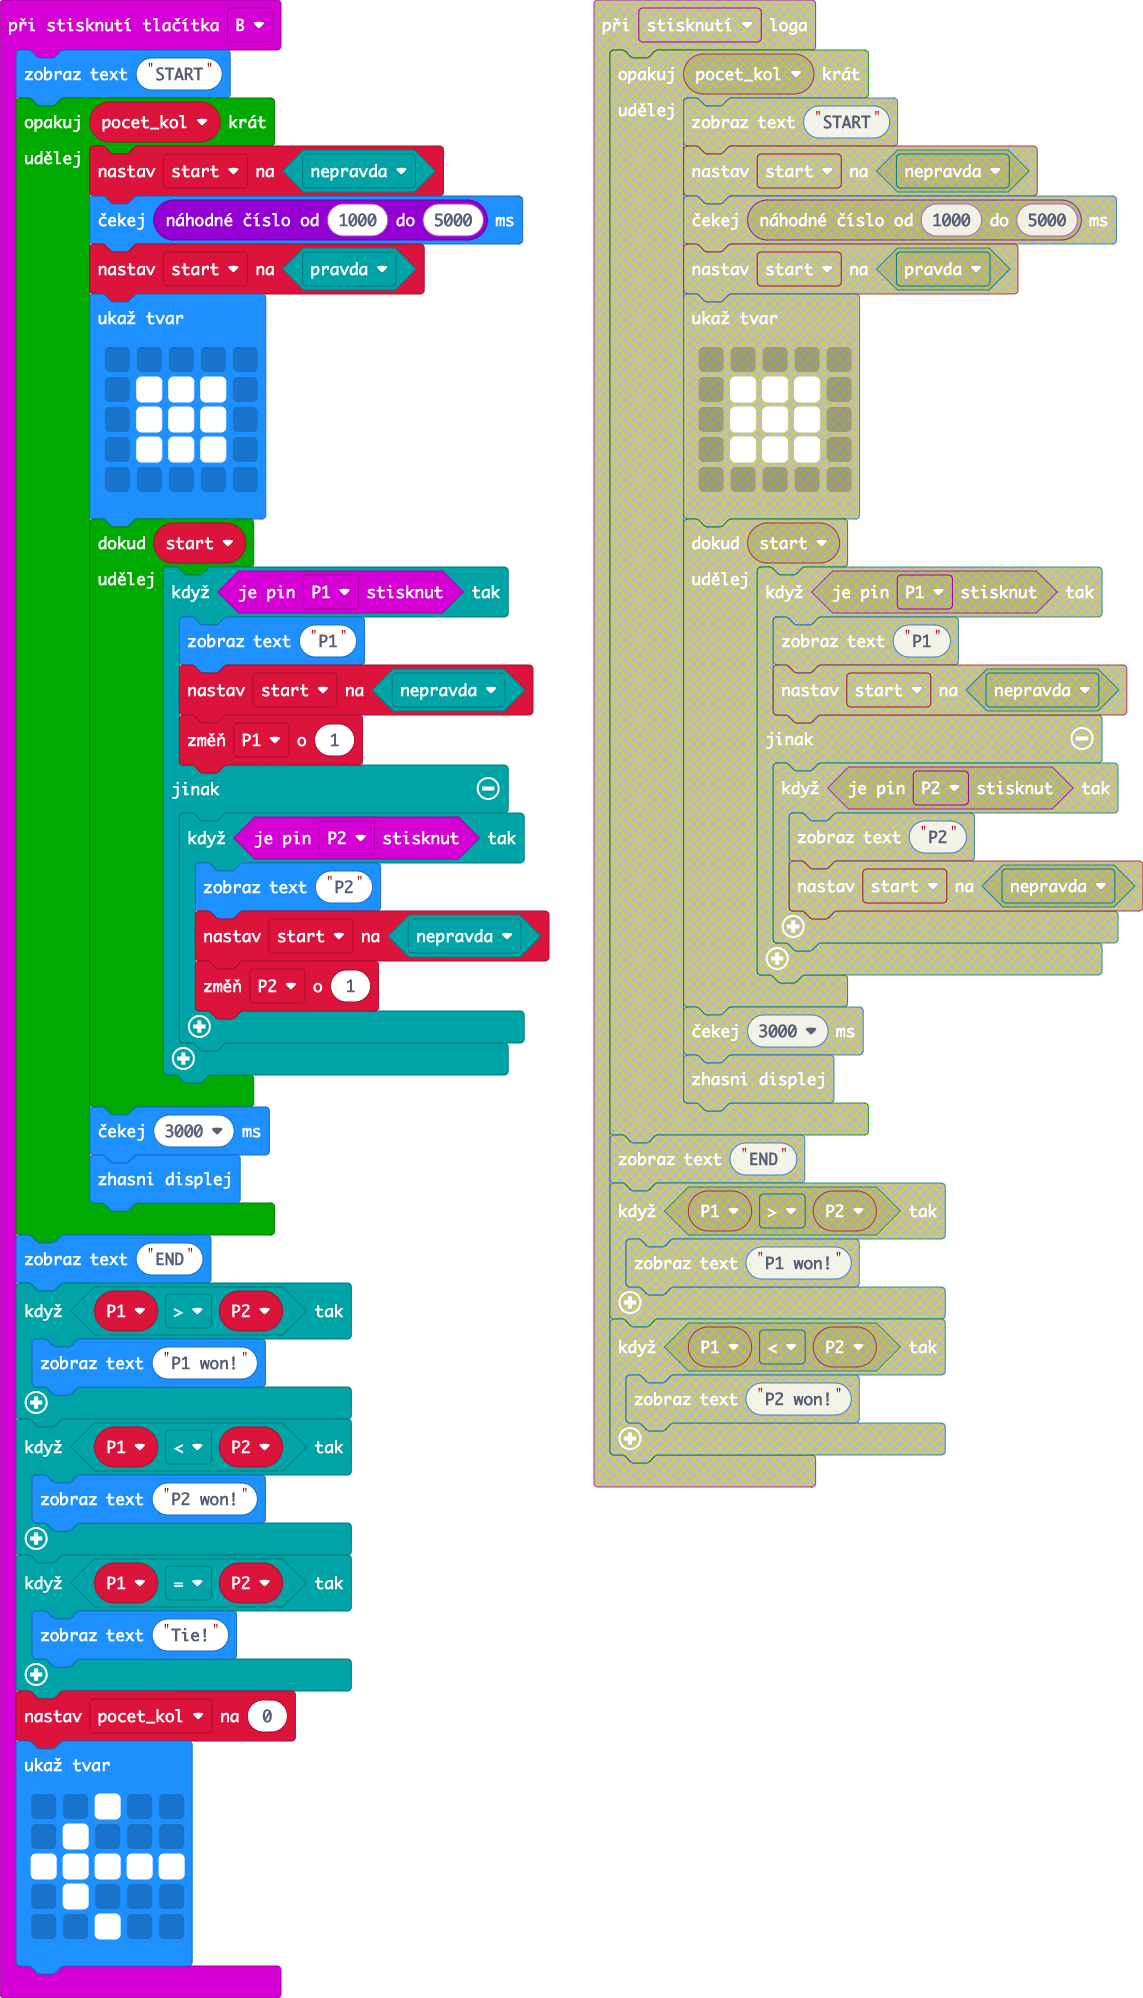 při stisknutí tlačítka B
zobraz text "START"
opakuj pocet_kol krát
udělej
nastav start na nepravda
čekej náhodné číslo od 1000 do 5000 ms
nastav start na pravda
ukaž tvar
dokud start
udělej
když je pin P1 stisknut tak
zobraz text "P1"
nastav start na nepravda
změň P1 o 1
jinak
když je pin P2 stisknut tak
zobraz text "P2"
nastav start na nepravda
změň P2 o 1
čekej 3000 ms
zhasni displej
zobraz text "END"
když P1 > P2 tak
zobraz text "P1 won!"
když P1 < P2 tak
zobraz text "P2 won!"
když P1 = P2 tak
zobraz text "Tie!"
nastav pocet_kol na 0
ukaž tvar
při stisknutí loga
opakuj pocet_kol krát
udělej
zobraz text "START"
nastav start na nepravda
čekej náhodné číslo od 1000 do 5000 ms
nastav start na pravda
ukaž tvar
dokud start
udělej
když je pin P1 stisknut tak
zobraz text "P1"
nastav start na nepravda
jinak
když je pin P2 stisknut tak
zobraz text "P2"
nastav start na nepravda
čekej 3000 ms
zhasni displej
zobraz text "END"
když P1 > P2 tak
zobraz text "P1 won!"
když P1 < P2 tak
zobraz text "P2 won!"